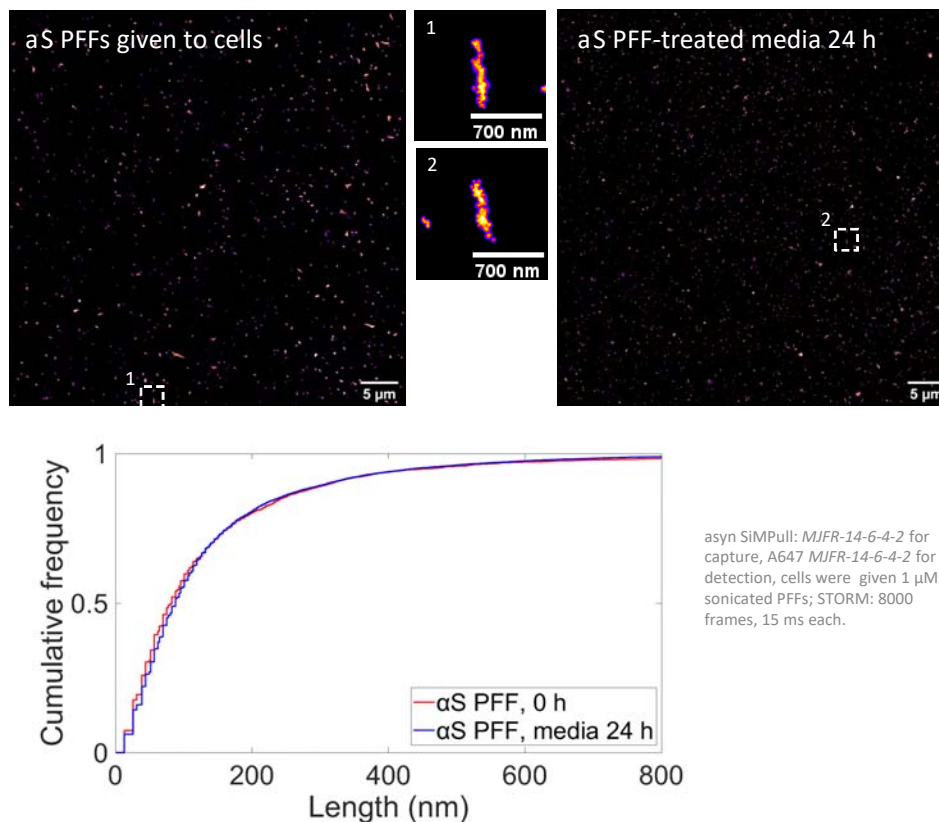 aS PFFs given to cells
1
5 µm
1
700 nm
2
700 nm
aS PFF-treated media 24 h
2
5 µm
Cumulative frequency
1
0.5
0
0
200
400
600
800
Length (nm)
αS PFF, 0 h
αS PFF, media 24 h
asyn SiMPull: MJFR-14-6-4-2 for
capture, A647 MJFR-14-6-4-2 for
detection, cells were given 1 µM
sonicated PFFs; STORM: 8000
frames, 15 ms each.